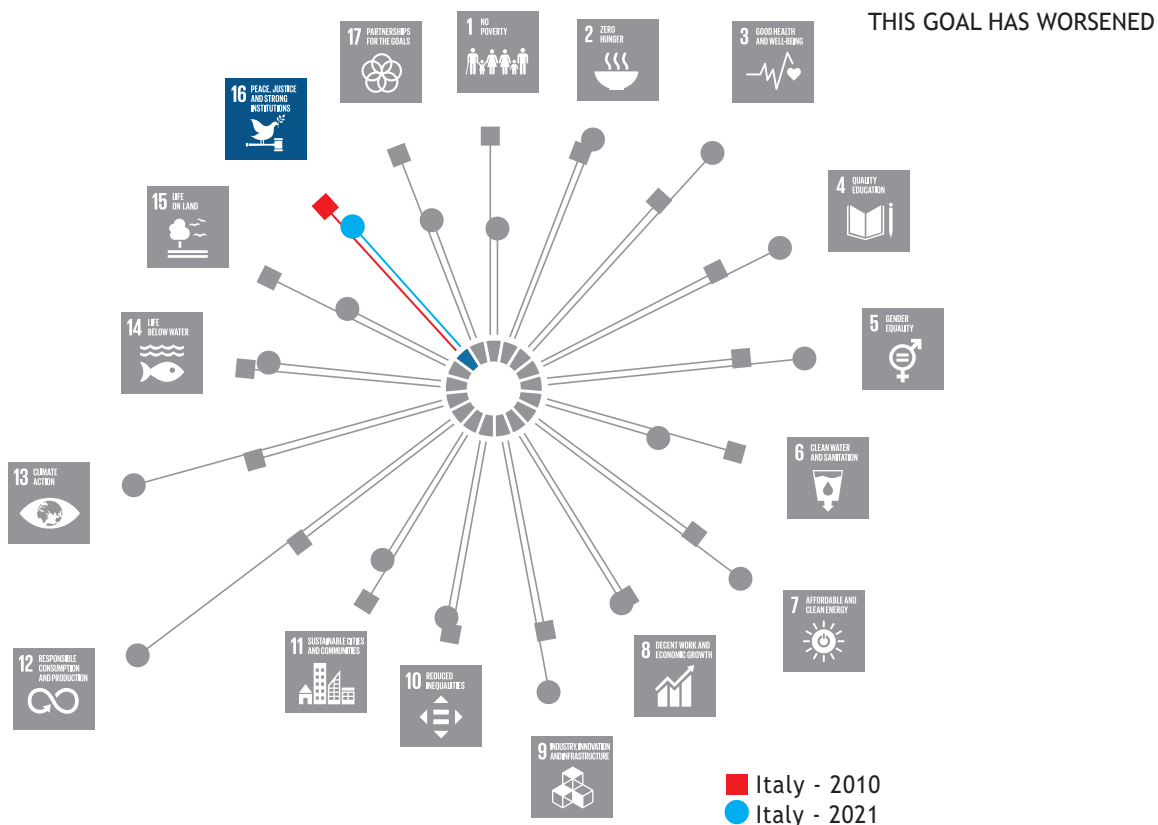 THIS GOAL HAS WORSENED
17 PARTNERSHIPS
FOR THE GOALS
1 NO
POVERTY
2 ZERO
HUNGER
3 GOOD HEALTH
AND WELL-BEING
16 PEACE, JUSTICE
AND STRONG
INSTITUTIONS
4 QUALITY
EDUCATION
15 LIFE
ON LAND
5 GENDER
EQUALITY
14 LIFE
BELOW WATER
6 CLEAN WATER
AND SANITATION
13 CLIMATE
ACTION
7 AFFORDABLE AND
CLEAN ENERGY
12 RESPONSIBLE
CONSUMPTION
AND PRODUCTION
11 SUSTAINABLE CITIES
AND COMMUNITIES
8 DECENT WORK AND
ECONOMIC GROWTH
10 REDUCED
INEQUALITIES
9 INDUSTRY, INNOVATION
AND INFRASTRUCTURE
Italy - 2010
Italy - 2021